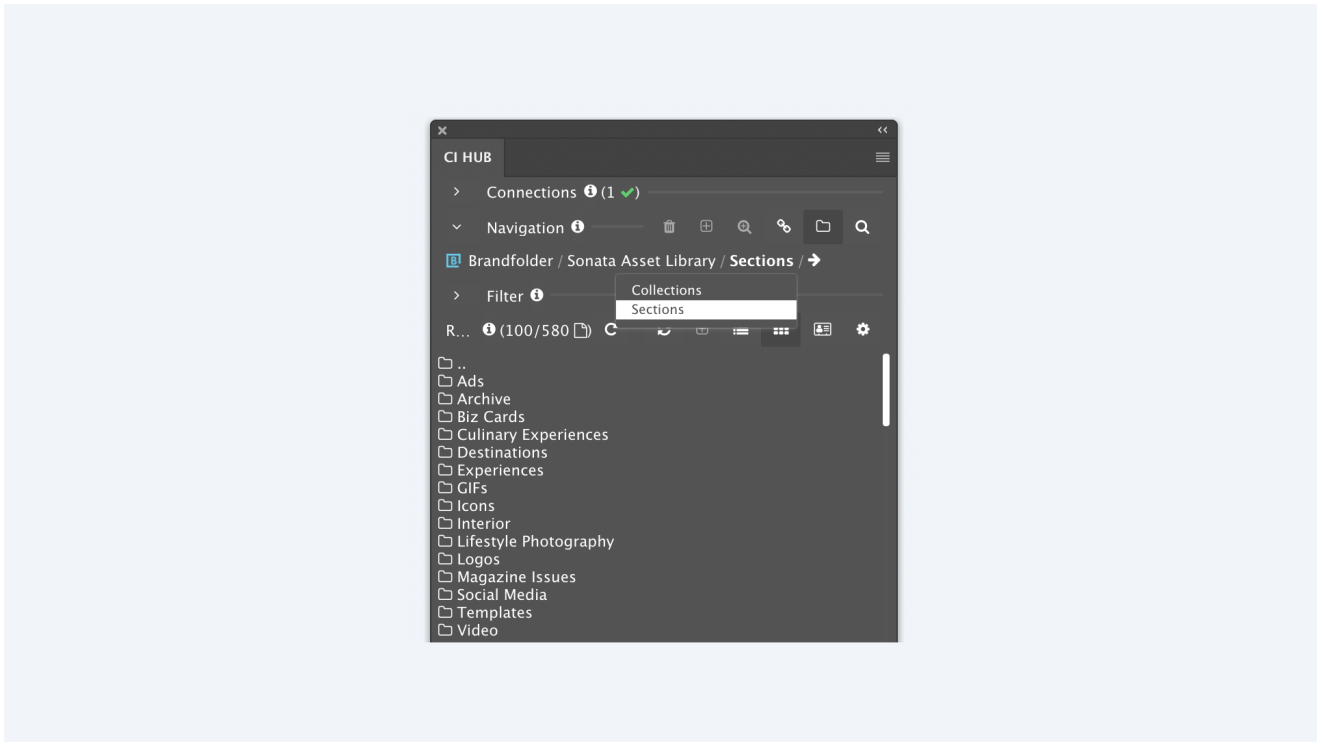 CI HUB
Connections (1 ✔)
Navigation
Brandfolder / Sonata Asset Library / Sections /
Collections
Filter
Sections
R... (100/580)
..
Ads
Archive
Biz Cards
Culinary Experiences
Destinations
Experiences
GIFs
Icons
Interior
Lifestyle Photography
Logos
Magazine Issues
Social Media
Templates
Video